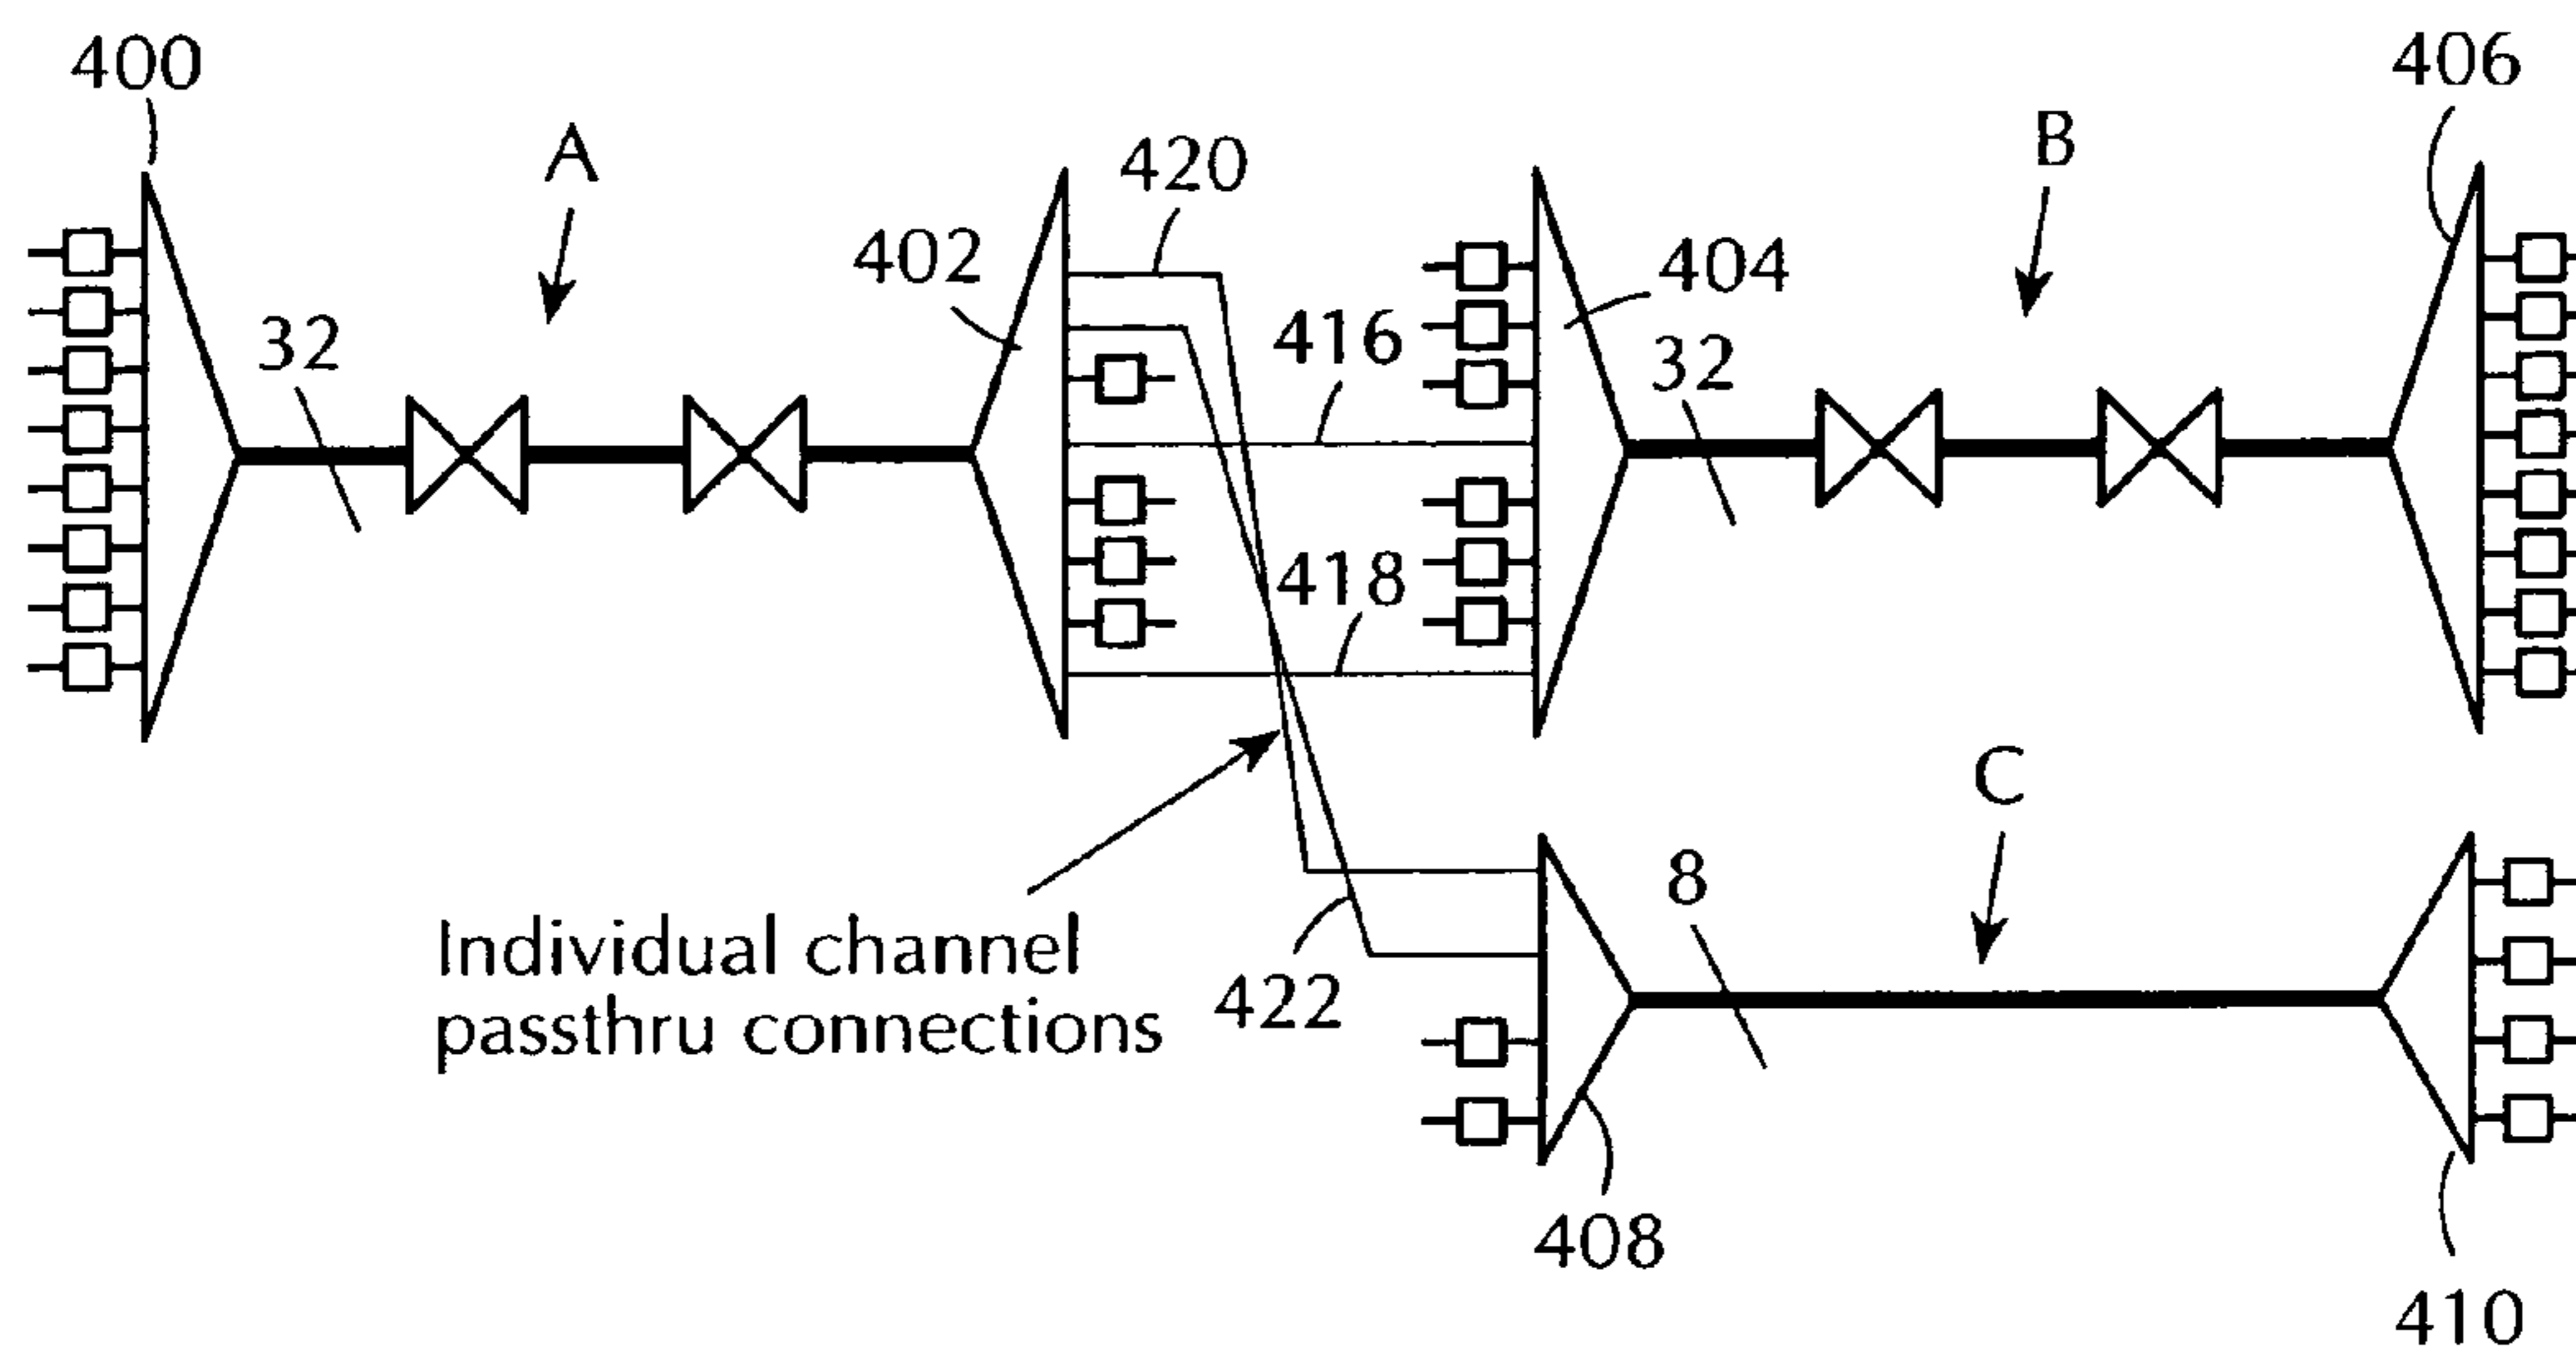 400
406
A
B
420
402
404
416
32
32
418
C
8
Individual channel
passthru connections
422
408
410